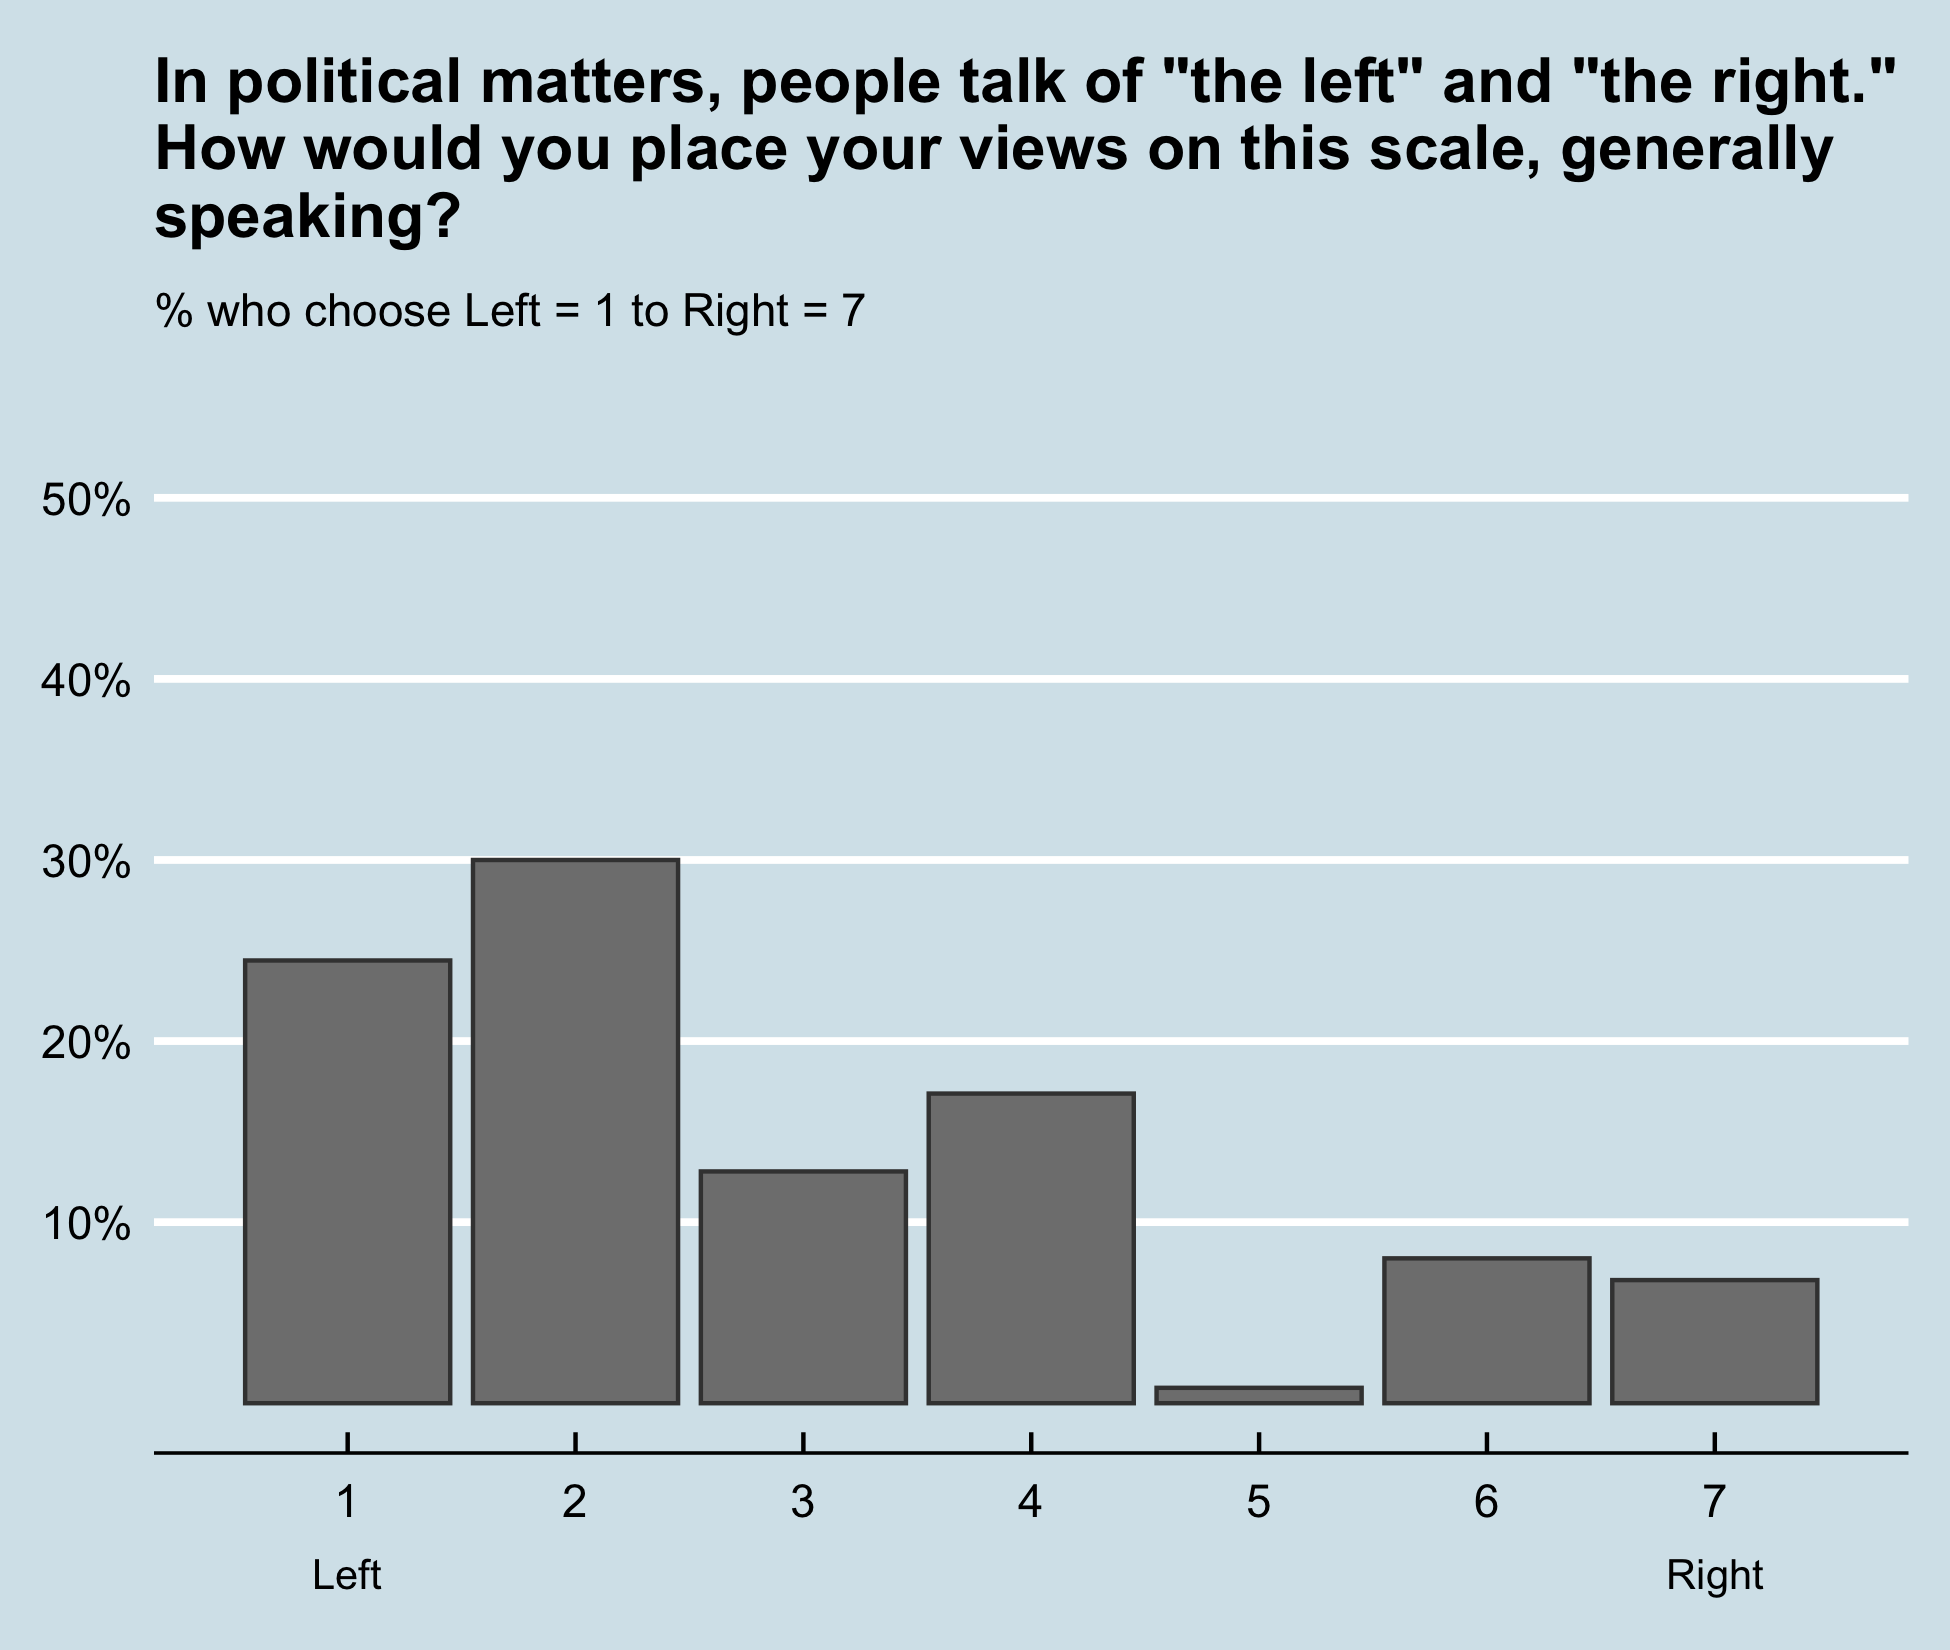 In political matters, people talk of "the left" and "the right."
How would you place your views on this scale, generally
speaking?
% who choose Left = 1 to Right = 7
50%
40%
30%
20%
10%
1 2 3 4 5 6 7
Left Right